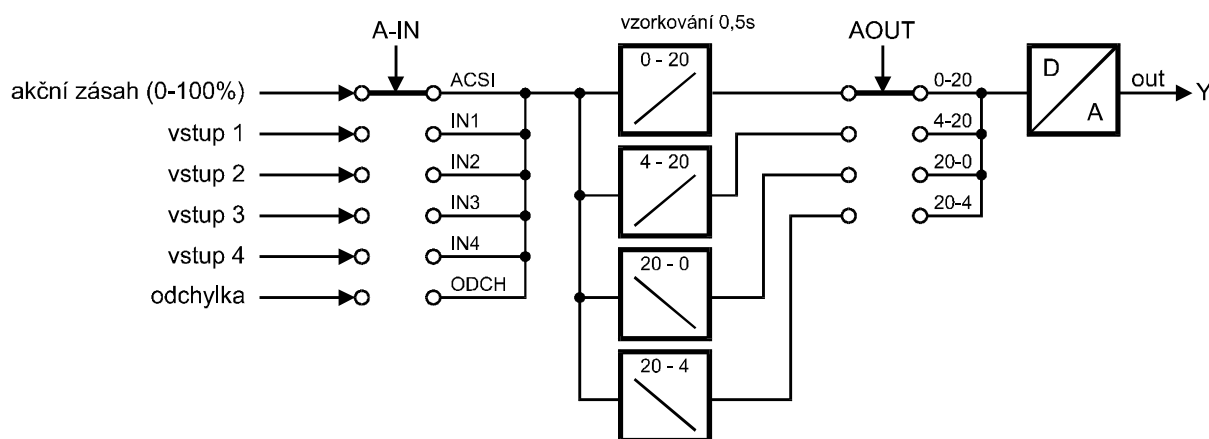 vzorkování 0,5s
A-IN
AOUT
akční zásah (0-100%)
ACSI
0 - 20
0-20
D
A
out
Y
vstup 1
IN1
4-20
vstup 2
IN2
4 - 20
20-0
vstup 3
IN3
20-4
vstup 4
IN4
20 - 0
odchylka
ODCH
20 - 4